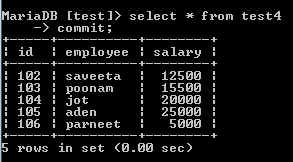 MariaDB [test]> select * from test4
    -> commit;
+-----+----------+--------+
| id  | employee | salary |
+-----+----------+--------+
| 102 | saveeta  |  12500 |
| 103 | poonam   |  15500 |
| 104 | jot      |  20000 |
| 105 | aden     |  25000 |
| 106 | parneet  |   5000 |
+-----+----------+--------+
5 rows in set (0.00 sec)